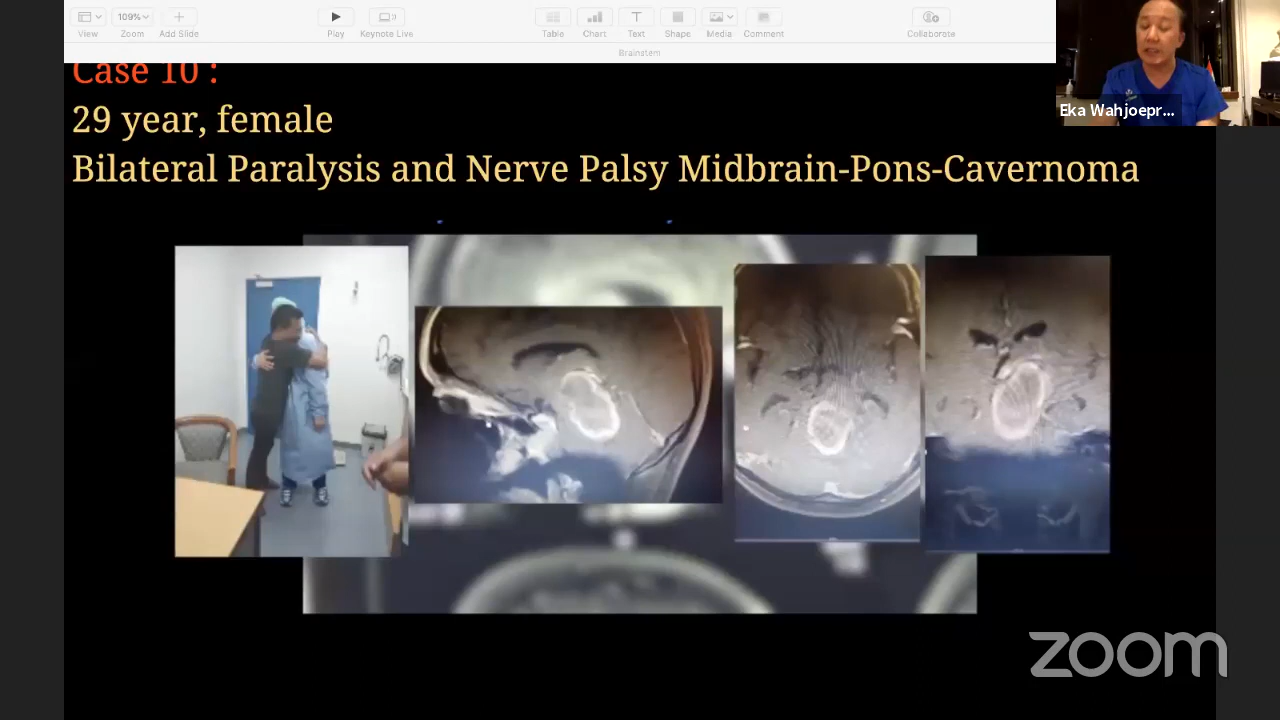 109%
View
Zoom
Add Slide
Play
Keynote Live
Table
Chart
Text
Shape
Media
Comment
Collaborate
Brainstem
Eka Wahjoepr...
Case 10 :
29 year, female
Bilateral Paralysis and Nerve Palsy Midbrain-Pons-Cavernoma
zoom